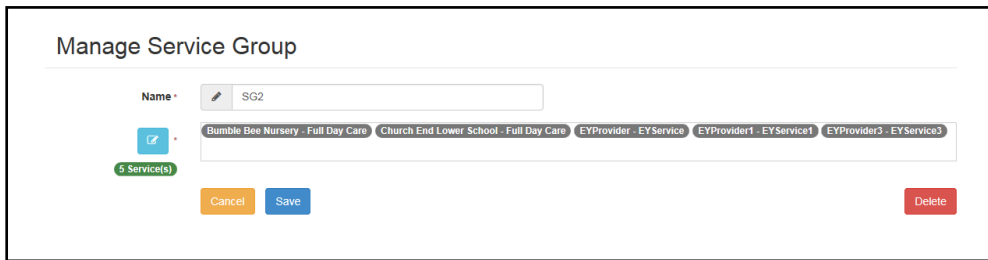 Manage Service Group
Name * SG2
* Bumble Bee Nursery - Full Day Care Church End Lower School - Full Day Care EYProvider - EYService EYProvider1 - EYService1 EYProvider3 - EYService3
5 Service(s)
Cancel Save Delete